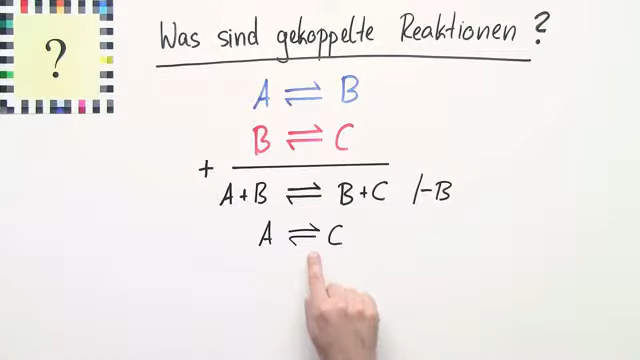 ?
Was sind gekoppelte Reaktionen?
A ⇌ B
B ⇌ C
+
A+B ⇌ B+C /-B
A ⇌ C